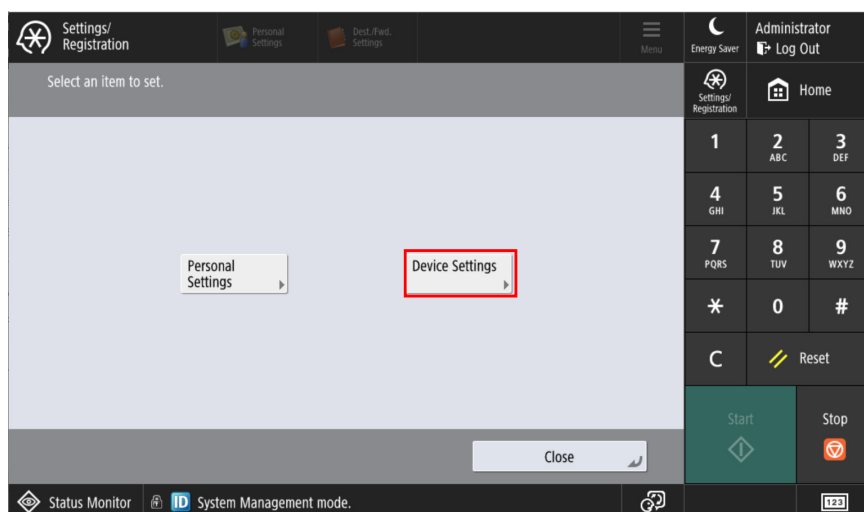 Settings/
Registration
Personal
Settings
Dest./Fwd.
Settings
Menu
Energy Saver
Administrator
Log Out
Select an item to set.
Settings/
Registration
Home
1
2
ABC
3
DEF
4
GHI
5
JKL
6
MNO
Personal
Settings
Device Settings
7
PQRS
8
TUV
9
WXYZ
*
0
#
C
Reset
Start
Stop
Close
Status Monitor
ID
System Management mode.
123